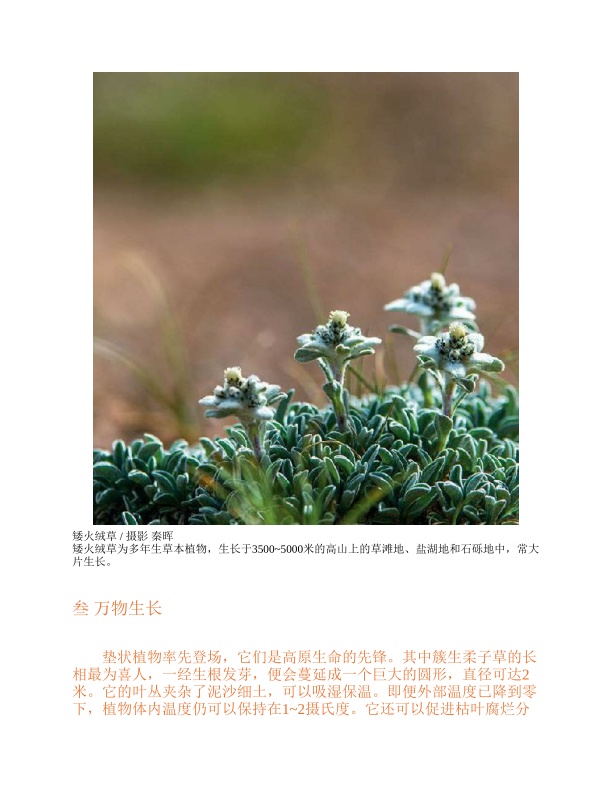 矮火绒草 / 摄影 秦晖
矮火绒草为多年生草本植物，生长于3500~5000米的高山上的草滩地、盐湖地和石砾地中，常大
片生长。
叁 万物生长
垫状植物率先登场，它们是高原生命的先锋。其中簇生柔子草的长
相最为喜人，一经生根发芽，便会蔓延成一个巨大的圆形，直径可达2
米。它的叶丛夹杂了泥沙细土，可以吸湿保温。即便外部温度已降到零
下，植物体内温度仍可以保持在1~2摄氏度。它还可以促进枯叶腐烂分